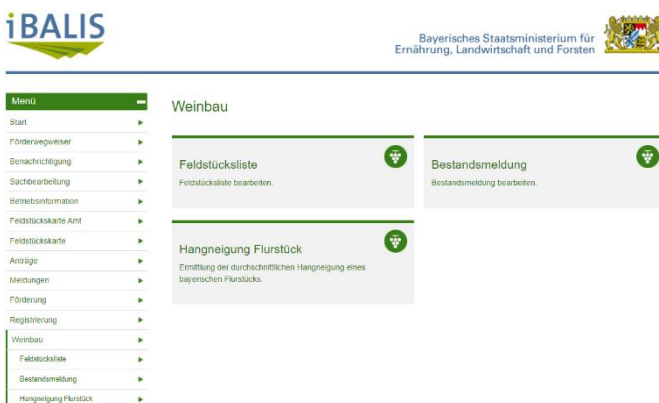 iBALIS
Bayerisches Staatsministerium für
Ernährung, Landwirtschaft und Forsten
Menü
Start
Förderwegweiser
Benachrichtigung
Sachbearbeitung
Betriebsinformation
Feldstückskarte Amt
Feldstückskarte
Anträge
Meldungen
Förderung
Registrierung
Weinbau
Feldstücksliste
Bestandsmeldung
Hangneigung Flurstück
Weinbau
Feldstücksliste
Feldstücksliste bearbeiten.
Bestandsmeldung
Bestandsmeldung bearbeiten.
Hangneigung Flurstück
Ermittlung der durchschnittlichen Hangneigung eines
bayerischen Flurstücks.